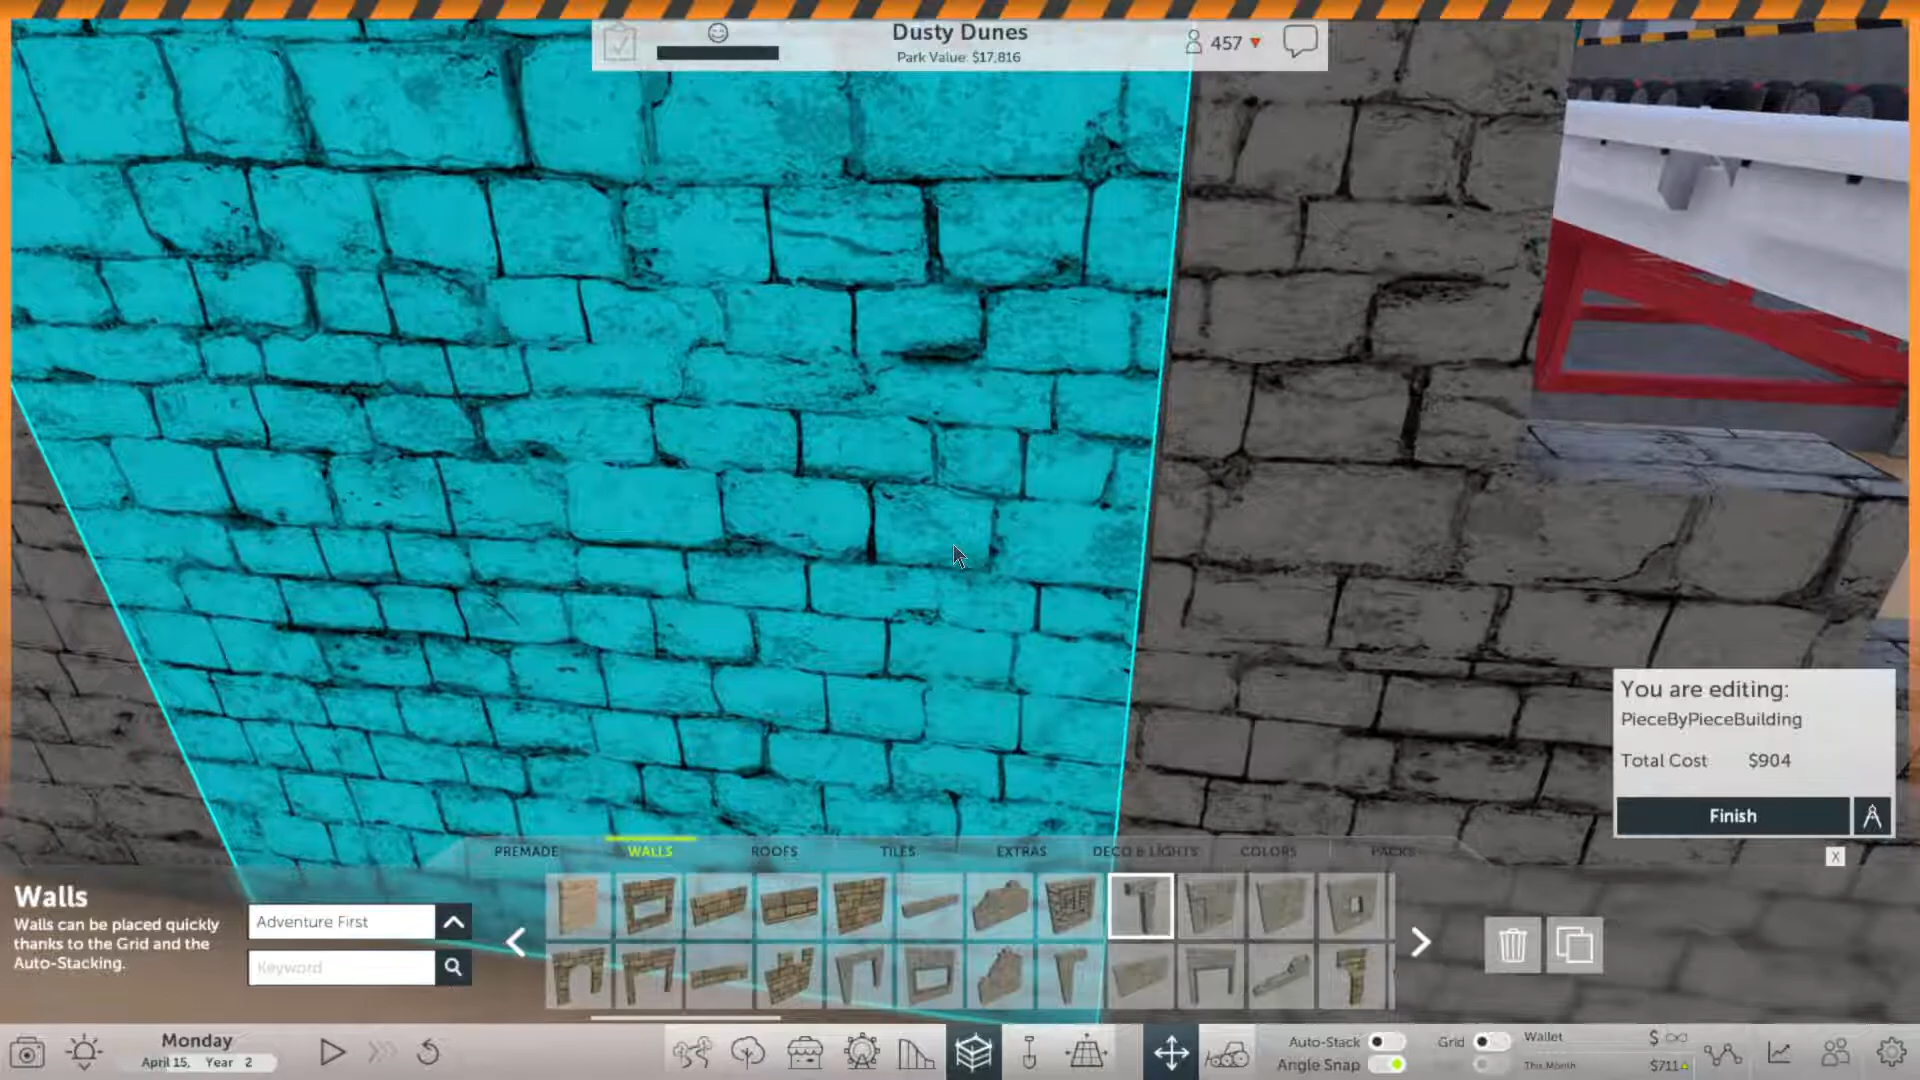 Dusty Dunes
Park Value: $17,816
457
You are editing:
PieceByPieceBuilding
Total Cost $904
Finish
X
PREMADE WALLS ROOFS TILES EXTRAS DECO & LIGHTS COLORS PACKS
Walls
Walls can be placed quickly
thanks to the Grid and the
Auto-Stacking.
Adventure First
Keyword
Monday
April 15, Year 2
Auto-Stack
Grid
Angle Snap
Wallet
$
This Month
$711